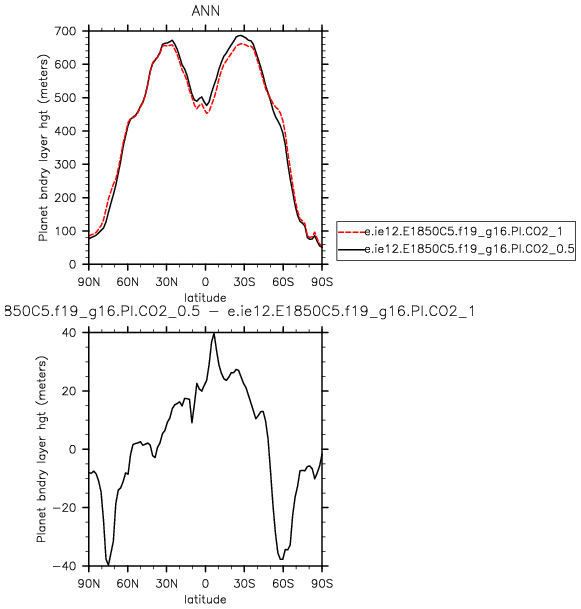 ANN
700
600
500
400
300
200
100
0
Planet bndry layer hgt (meters)
90N 60N 30N 0 30S 60S 90S
latitude
e.ie12.E1850C5.f19_g16.PI.CO2_1
e.ie12.E1850C5.f19_g16.PI.CO2_0.5
850C5.f19_g16.PI.CO2_0.5 − e.ie12.E1850C5.f19_g16.PI.CO2_1
40
20
0
−20
−40
Planet bndry layer hgt (meters)
90N 60N 30N 0 30S 60S 90S
latitude